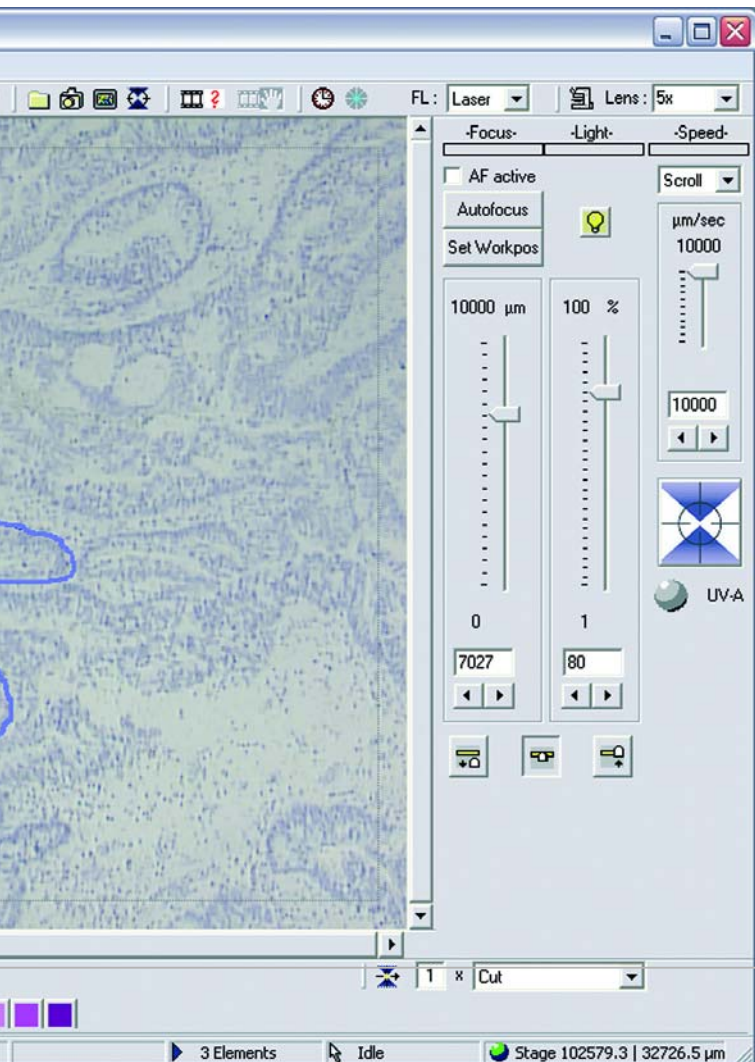 FL: Laser Lens: 5x
-Focus- -Light- -Speed-
AF active
Scroll
Autofocus
Set Workpos
µm/sec
10000
10000 µm
100 %
10000
UV-A
0
1
7027
80
1 x Cut
3 Elements
Idle
Stage 102579.3 | 32726.5 µm